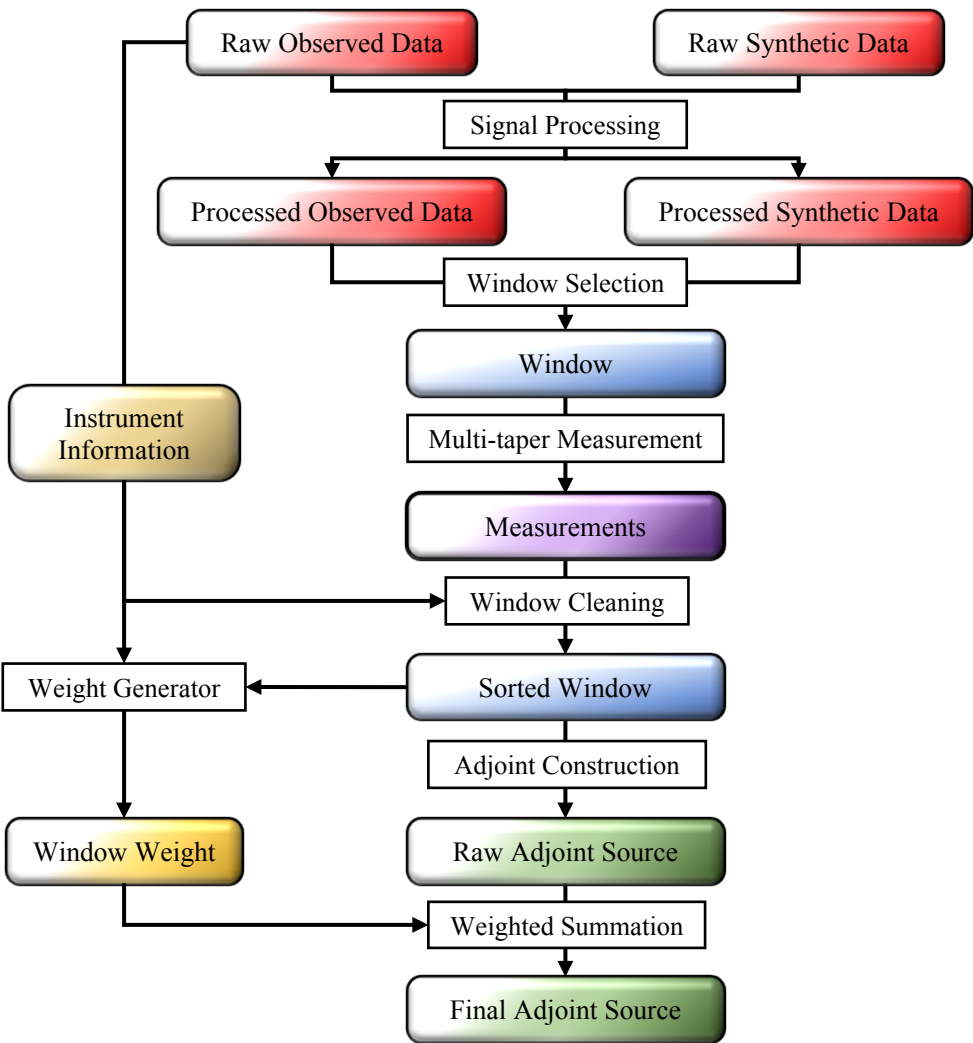 Raw Observed Data
Raw Synthetic Data
Signal Processing
Processed Observed Data
Processed Synthetic Data
Window Selection
Window
Instrument
Information
Multi-taper Measurement
Measurements
Window Cleaning
Weight Generator
Sorted Window
Adjoint Construction
Window Weight
Raw Adjoint Source
Weighted Summation
Final Adjoint Source